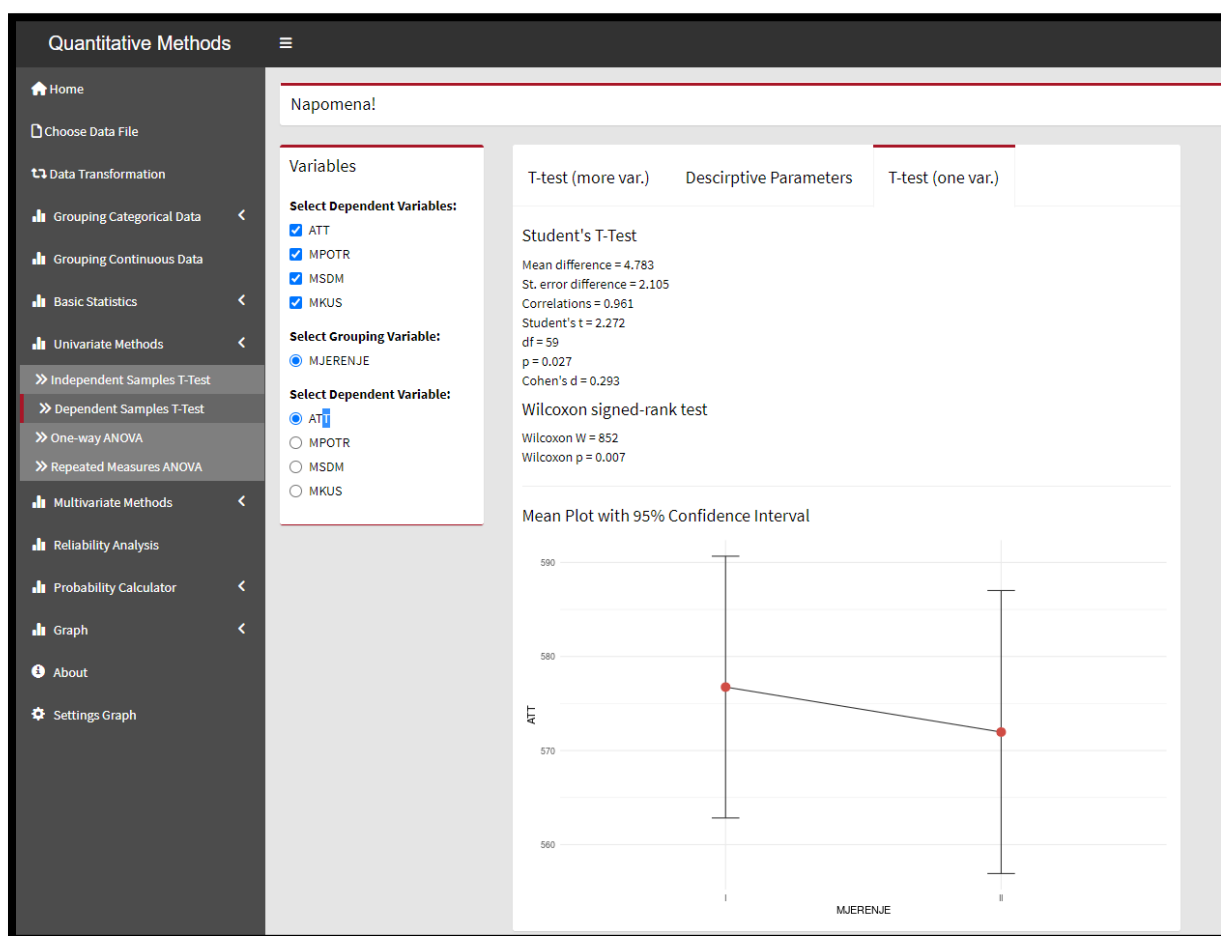 Quantitative Methods
Home
Choose Data File
Data Transformation
Grouping Categorical Data
Grouping Continuous Data
Basic Statistics
Univariate Methods
Independent Samples T-Test
Dependent Samples T-Test
One-way ANOVA
Repeated Measures ANOVA
Multivariate Methods
Reliability Analysis
Probability Calculator
Graph
About
Settings Graph
Napomena!
Variables
Select Dependent Variables:
ATT
MPOTR
MSDM
MKUS
Select Grouping Variable:
MJERENJE
Select Dependent Variable:
ATT
MPOTR
MSDM
MKUS
T-test (more var.)
Descirptive Parameters
T-test (one var.)
Student's T-Test
Mean difference = 4.783
St. error difference = 2.105
Correlations = 0.961
Student's t = 2.272
df = 59
p = 0.027
Cohen's d = 0.293
Wilcoxon signed-rank test
Wilcoxon W = 852
Wilcoxon p = 0.007
Mean Plot with 95% Confidence Interval
590
580
570
560
ATT
I
II
MJERENJE